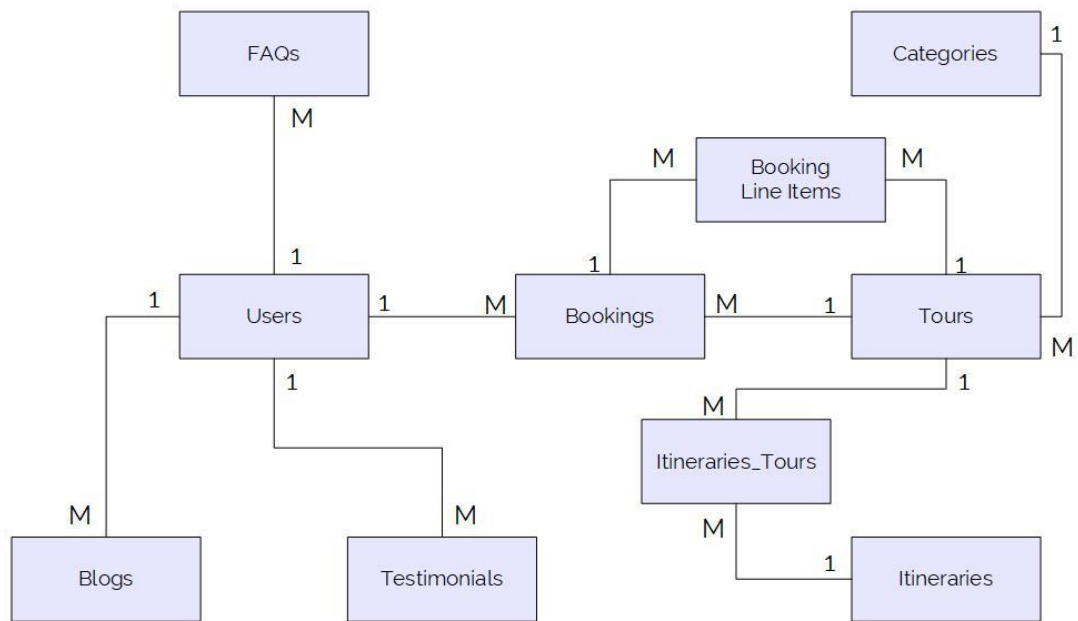 FAQs
Categories
1
M
M
Booking
Line Items
M
1
1
1
1
Users
1
M
Bookings
M
1
Tours
M
1
1
M
Itineraries_Tours
M
M
M
1
Blogs
Testimonials
Itineraries